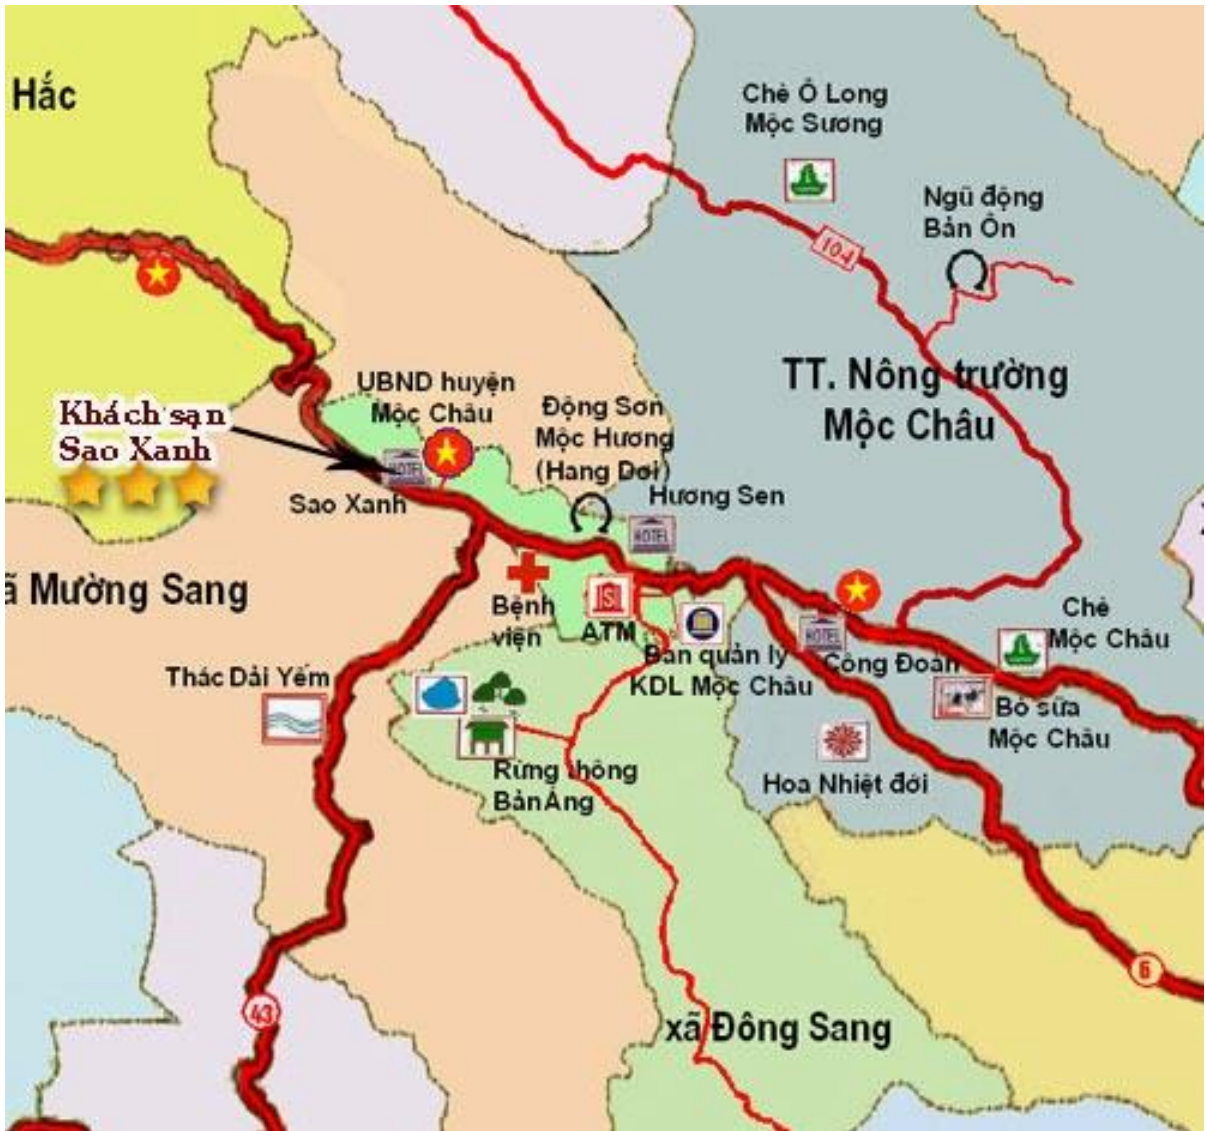 Hắc
Chè Ô Long
Mộc Sương
Ngũ động
Bản Ôn
104
TT. Nông trường
Mộc Châu
UBND huyện
Mộc Châu
Khách sạn
Sao Xanh
HOTEL
Sao Xanh
Động Sơn
Mộc Hương
(Hang Dơi)
Hương Sen
HOTEL
ã Mường Sang
Bệnh
viện
ATM
Ban quản lý
KDL Mộc Châu
HOTEL
Công Đoàn
Chè
Mộc Châu
Bò sữa
Mộc Châu
Thác Dải Yếm
Rừng thông
BảnÁng
Hoa Nhiệt đới
6
43
xã Đông Sang